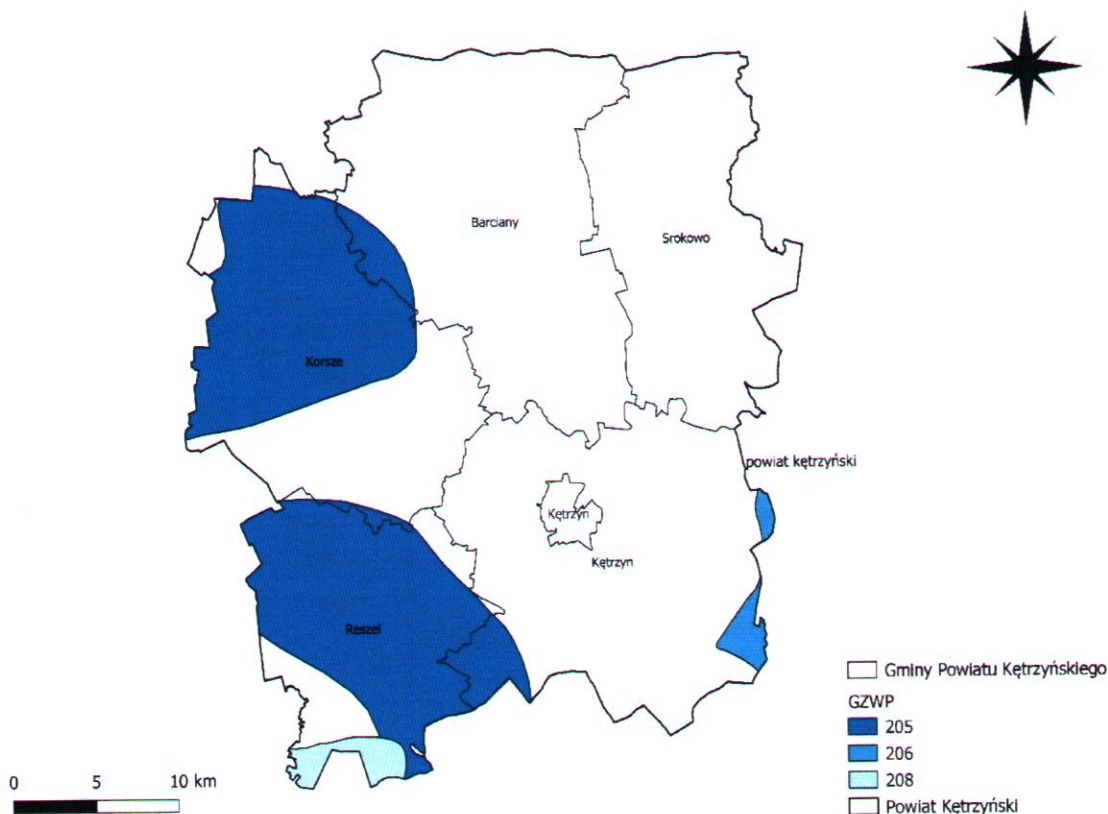 Barciany
Srokowo
Korsze
powiat kętrzyński
Kętrzyn
Kętrzyn
Reszel
Gminy Powiatu Kętrzyńskiego
GZWP
205
206
208
Powiat Kętrzyński
0 5 10 km